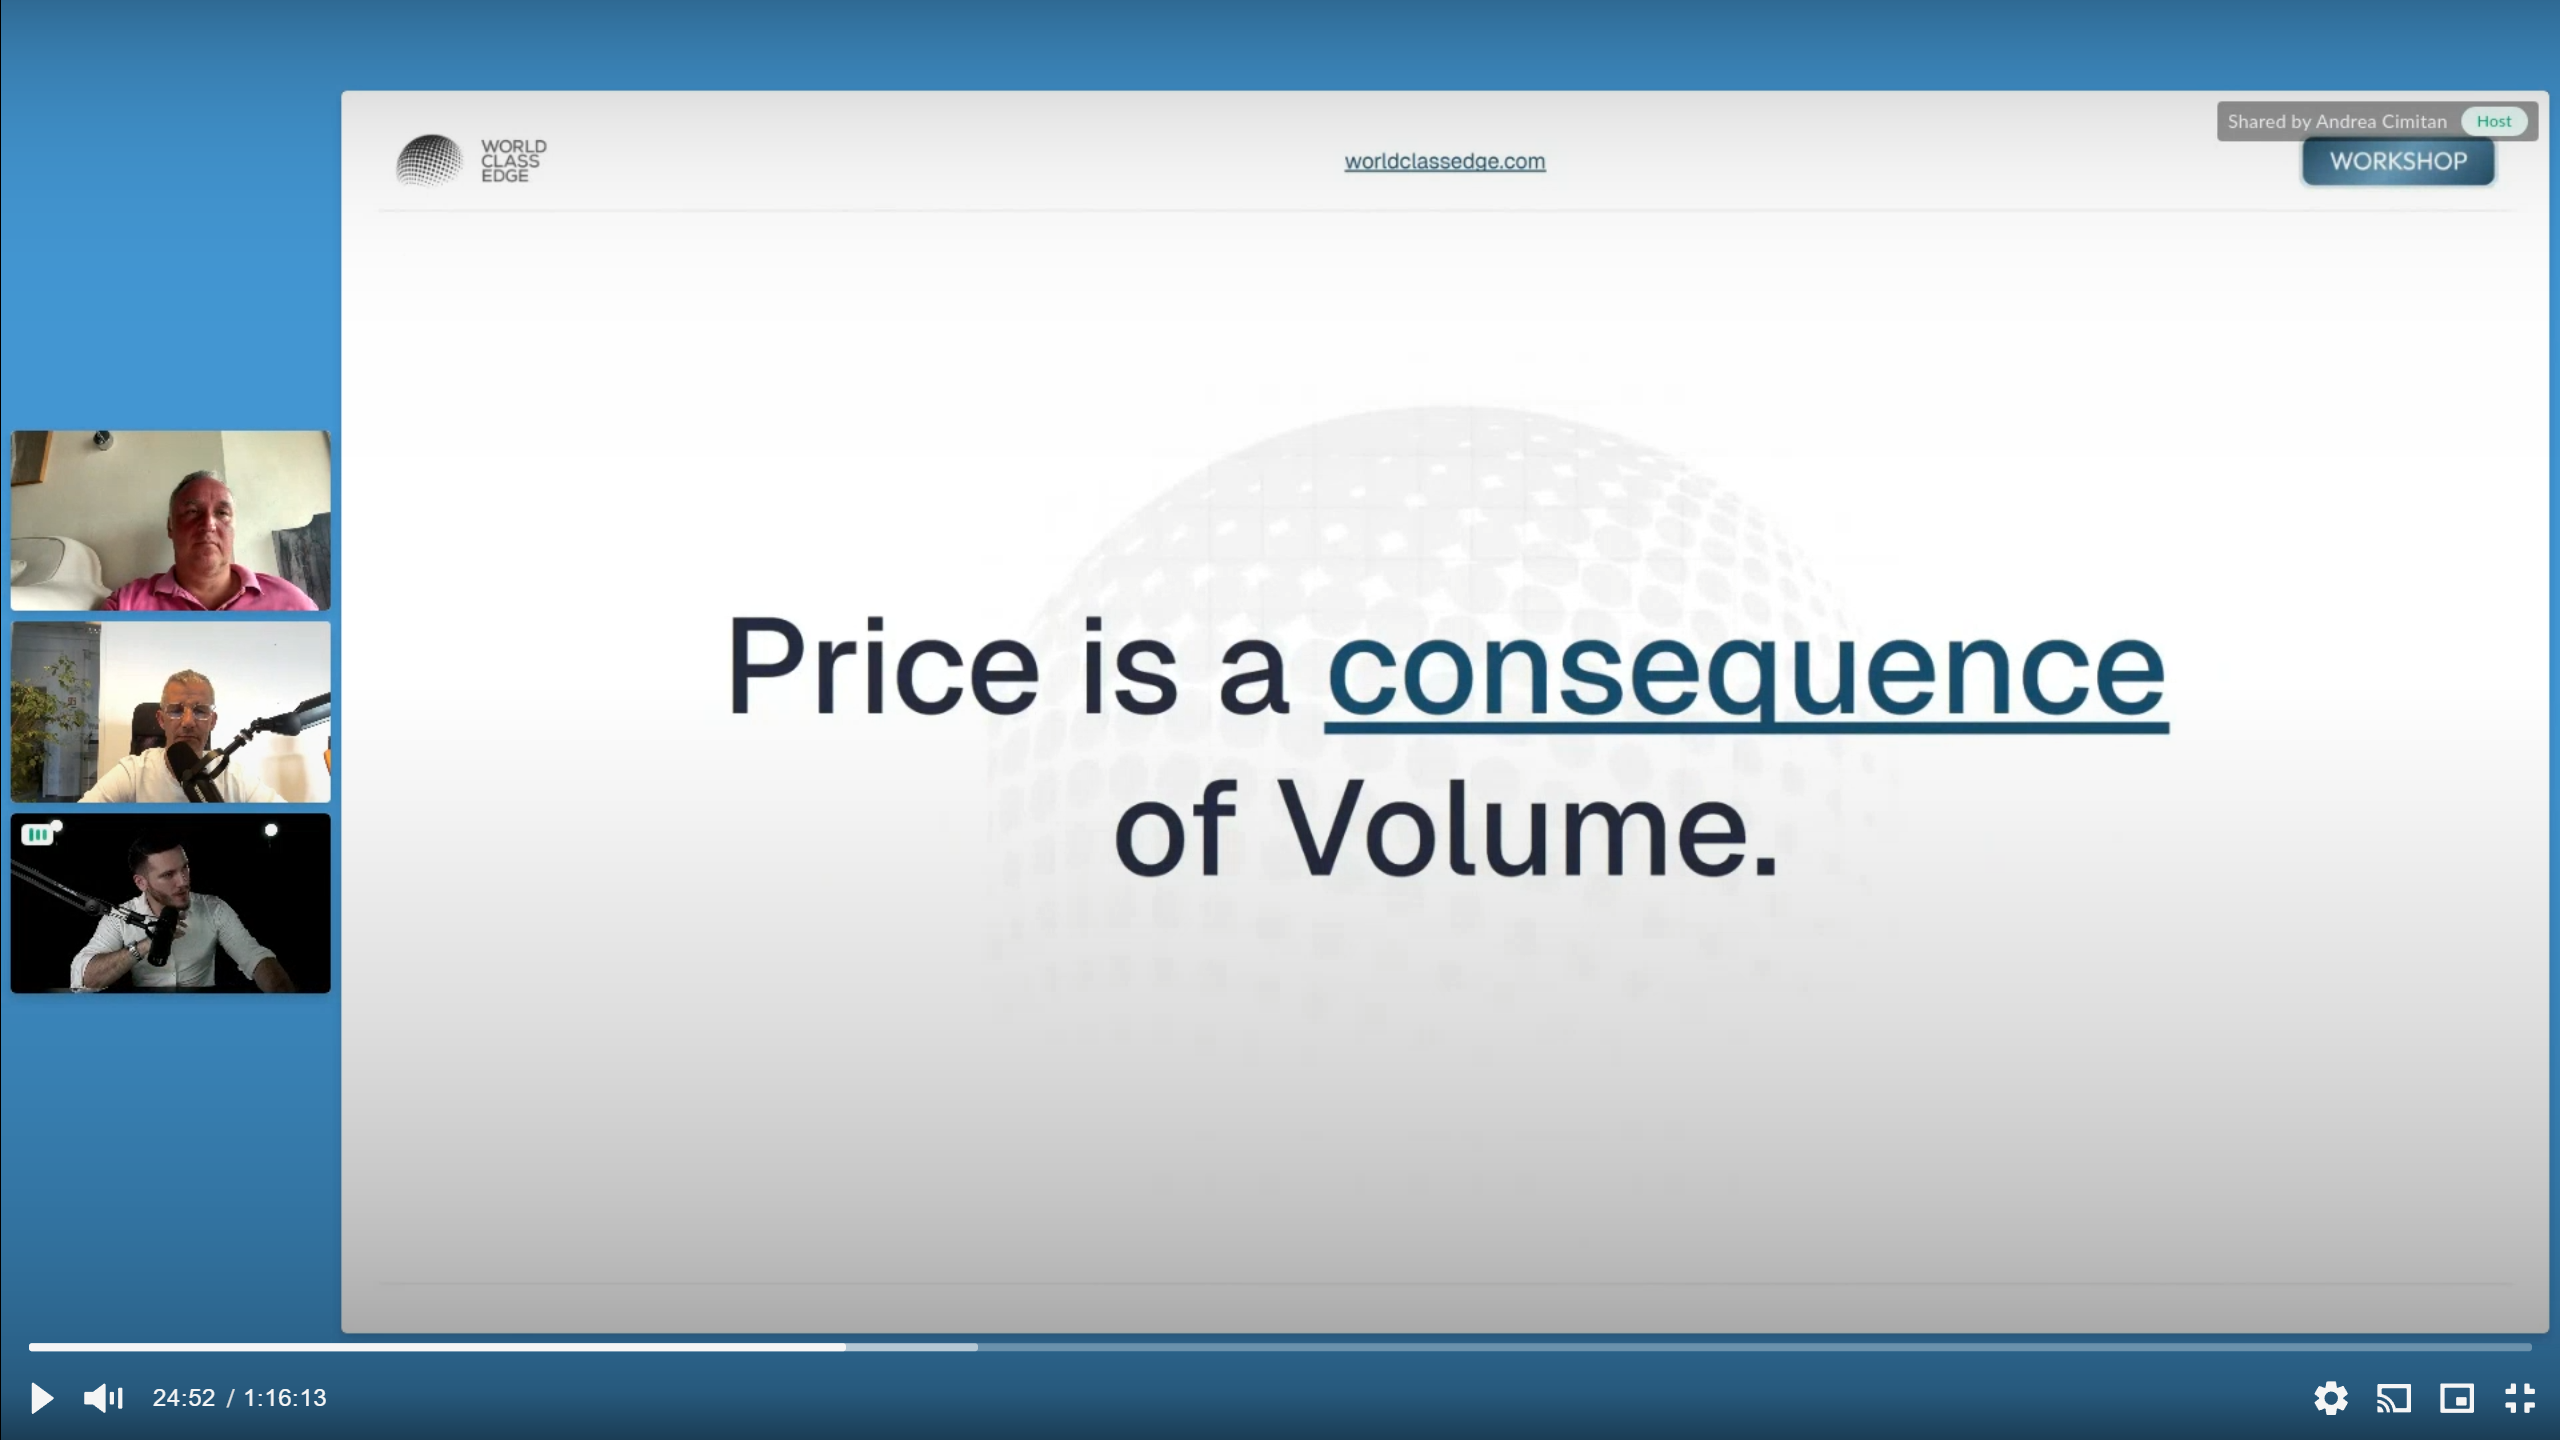 Shared by Andrea Cimitan Host
WORLD
CLASS
EDGE
worldclassedge.com
WORKSHOP
Price is a consequence
of Volume.
24:52 / 1:16:13